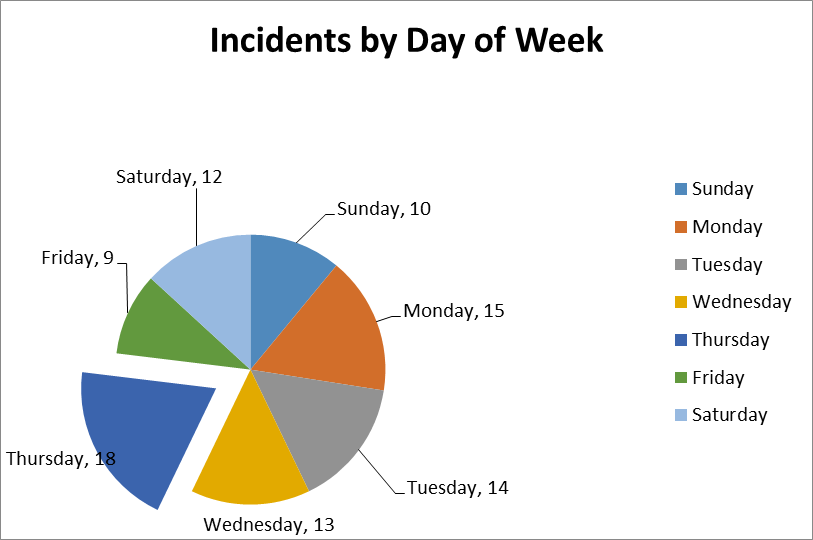 Incidents by Day of Week
Saturday, 12
Sunday, 10
Friday, 9
Monday, 15
Thursday, 18
Tuesday, 14
Wednesday, 13
Sunday
Monday
Tuesday
Wednesday
Thursday
Friday
Saturday